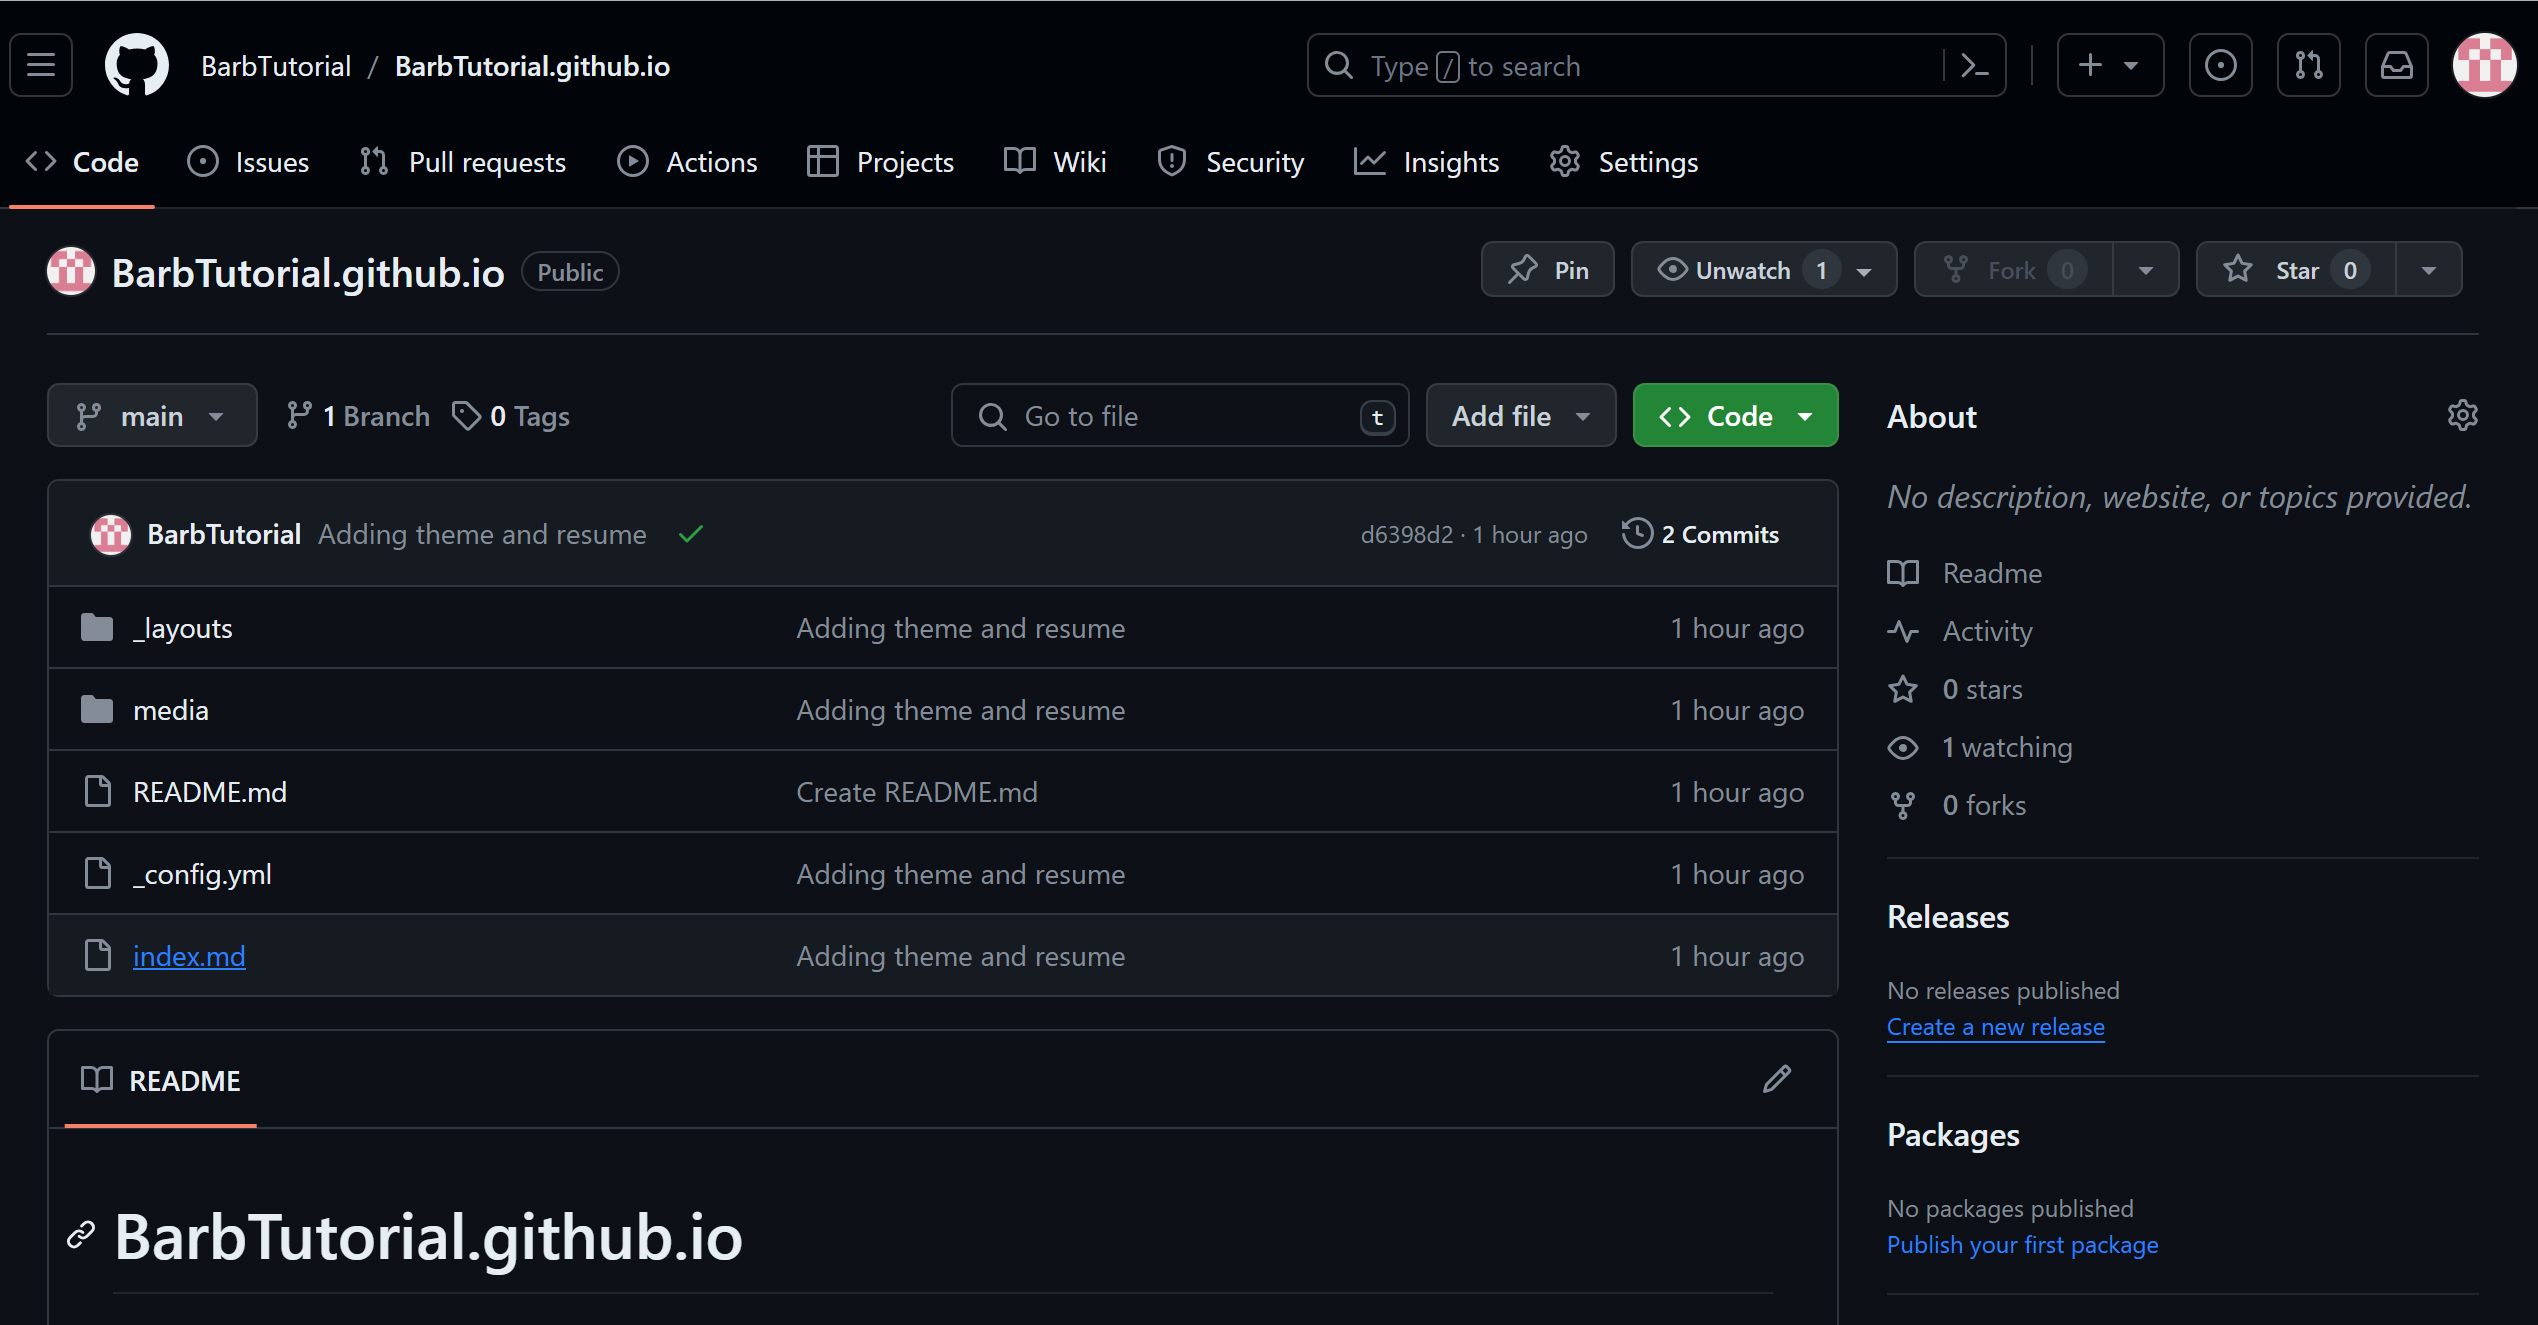 BarbTutorial / BarbTutorial.github.io
Type / to search
Code Issues Pull requests Actions Projects Wiki Security Insights Settings
BarbTutorial.github.io Public
Pin Unwatch 1 Fork 0 Star 0
main 1 Branch 0 Tags
Go to file t Add file Code
BarbTutorial Adding theme and resume d6398d2 · 1 hour ago 2 Commits
_layouts Adding theme and resume 1 hour ago
media Adding theme and resume 1 hour ago
README.md Create README.md 1 hour ago
_config.yml Adding theme and resume 1 hour ago
index.md Adding theme and resume 1 hour ago
README
BarbTutorial.github.io
About
No description, website, or topics provided.
Readme
Activity
0 stars
1 watching
0 forks
Releases
No releases published
Create a new release
Packages
No packages published
Publish your first package